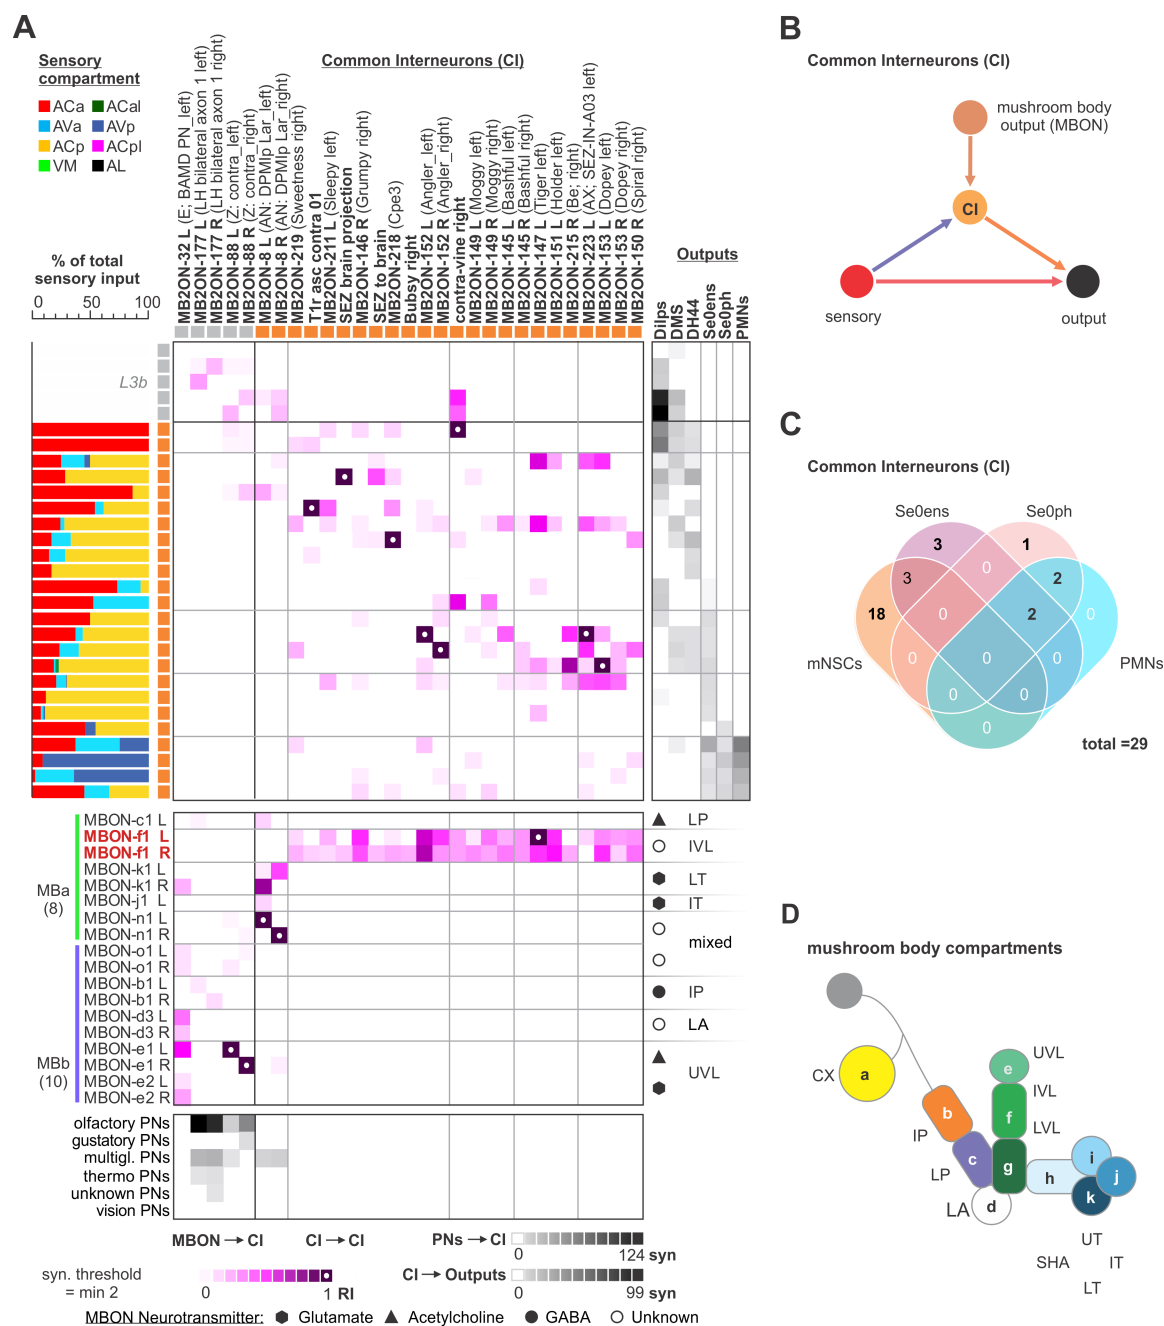 A
Sensory
compartment
ACa
ACal
AVa
AVp
ACp
ACpl
VM
AL
Common Interneurons (CI)
MB2ON-32 L (E; BAMD PN_left)
MB2ON-177 L (LH bilateral axon 1 left)
MB2ON-177 R (LH bilateral axon 1 right)
MB2ON-88 L (Z: contra_left)
MB2ON-88 R (Z: contra_right)
MB2ON-8 L (AN: DPMlp Lar_left)
MB2ON-8 R (AN: DPMlp Lar_right)
MB2ON-219 (Sweetness right)
T1r asc contra 01
MB2ON-211 L (Sleepy left)
SEZ brain projection
MB2ON-146 R (Grumpy right)
SEZ to brain
MB2ON-218 (Cpe3)
Bubsy right
MB2ON-152 L (Angler_left)
MB2ON-152 R (Angler_right)
contra-vine right
MB2ON-149 L (Moggy left)
MB2ON-149 R (Moggy right)
MB2ON-145 L (Bashful left)
MB2ON-145 R (Bashful right)
MB2ON-147 L (Tiger left)
MB2ON-151 L (Holder left)
MB2ON-215 R (Be; right)
MB2ON-223 L (AX; SEZ-IN-A03 left)
MB2ON-153 L (Dopey left)
MB2ON-153 R (Dopey right)
MB2ON-150 R (Spiral right)
Outputs
Dilps
DMS
DH44
Se0ens
Se0ph
PMNs
% of total
sensory input
0 50 100
L3b
MBa
(8)
MBb
(10)
MBON-c1 L
MBON-f1 L
MBON-f1 R
MBON-k1 L
MBON-k1 R
MBON-j1 L
MBON-n1 L
MBON-n1 R
MBON-o1 L
MBON-o1 R
MBON-b1 L
MBON-b1 R
MBON-d3 L
MBON-d3 R
MBON-e1 L
MBON-e1 R
MBON-e2 L
MBON-e2 R
LP
IVL
LT
IT
mixed
IP
LA
UVL
olfactory PNs
gustatory PNs
multigl. PNs
thermo PNs
unknown PNs
vision PNs
MBON → CI
CI → CI
PNs → CI
0 124 syn
syn. threshold
= min 2
0 1 RI
CI → Outputs
0 99 syn
MBON Neurotransmitter: Glutamate Acetylcholine GABA Unknown
B
Common Interneurons (CI)
mushroom body
output (MBON)
CI
sensory
output
C
Common Interneurons (CI)
Se0ens
Se0ph
3
1
3
0
2
18
0
2
0
mNSCs
0
0
0
PMNs
0
0
0
total =29
D
mushroom body compartments
CX
a
e
UVL
IVL
b
f
IP
LVL
c
g
i
LP
h
j
k
LA
d
UT
SHA
IT
LT